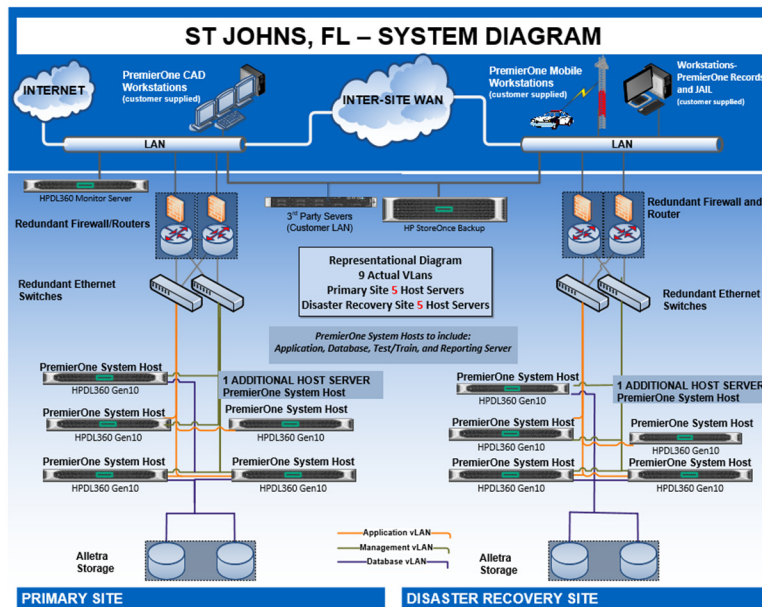 ST JOHNS, FL – SYSTEM DIAGRAM
INTERNET
PremierOne CAD
Workstations
(customer supplied)
INTER-SITE WAN
PremierOne Mobile
Workstations
(customer supplied)
Workstations-
PremierOne Records
and JAIL
(customer supplied)
LAN
LAN
HPDL360 Monitor Server
Redundant Firewall/Routers
3rd Party Severs
(Customer LAN)
HP StoreOnce Backup
Redundant Firewall and
Router
Redundant Ethernet
Switches
Representational Diagram
9 Actual VLans
Primary Site 5 Host Servers
Disaster Recovery Site 5 Host Servers
Redundant Ethernet
Switches
PremierOne System Hosts to include:
Application, Database, Test/Train, and Reporting Server
PremierOne System Host
HPDL360 Gen10
1 ADDITIONAL HOST SERVER
PremierOne System Host
PremierOne System Host
HPDL360 Gen10
PremierOne System Host
HPDL360 Gen10
PremierOne System Host
HPDL360 Gen10
PremierOne System Host
HPDL360 Gen10
PremierOne System Host
HPDL360 Gen10
1 ADDITIONAL HOST SERVER
PremierOne System Host
PremierOne System Host
HPDL360 Gen10
PremierOne System Host
HPDL360 Gen10
PremierOne System Host
HPDL360 Gen10
PremierOne System Host
HPDL360 Gen10
Alletra
Storage
Application vLAN
Management vLAN
Database vLAN
Alletra
Storage
PRIMARY SITE
DISASTER RECOVERY SITE